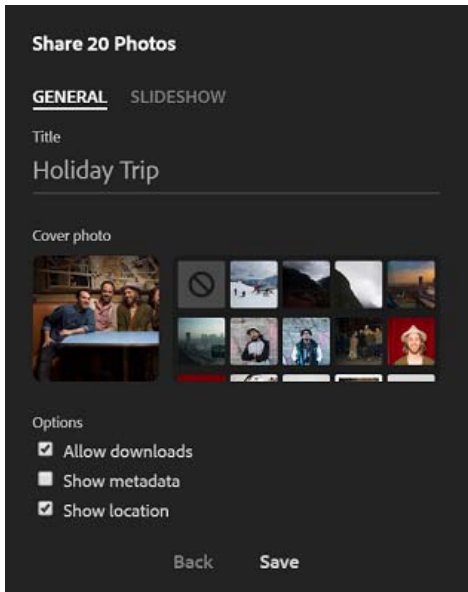 Share 20 Photos
GENERAL SLIDESHOW
Title
Holiday Trip
Cover photo
Options
Allow downloads
Show metadata
Show location
Back Save